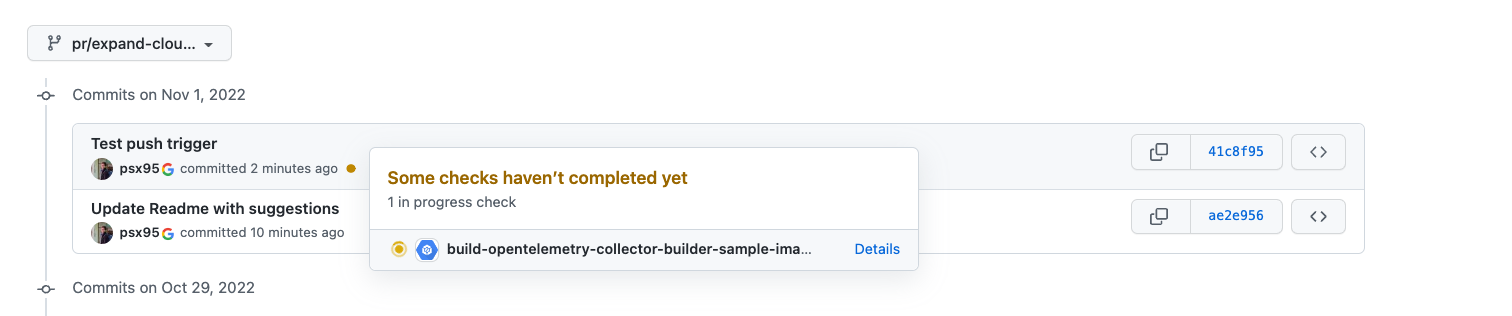 pr/expand-clou...
Commits on Nov 1, 2022
Test push trigger
psx95 committed 2 minutes ago
41c8f95
Some checks haven’t completed yet
1 in progress check
Update Readme with suggestions
psx95 committed 10 minutes ago
ae2e956
build-opentelemetry-collector-builder-sample-ima... Details
Commits on Oct 29, 2022